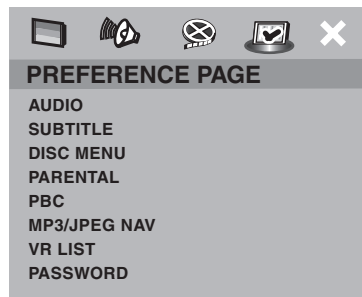 PREFERENCE PAGE
AUDIO
SUBTITLE
DISC MENU
PARENTAL
PBC
MP3/JPEG NAV
VR LIST
PASSWORD